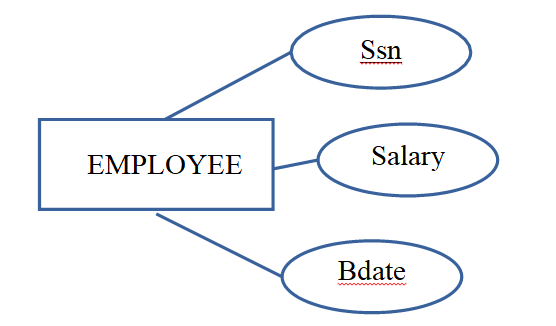 Ssn
EMPLOYEE
Salary
Bdate